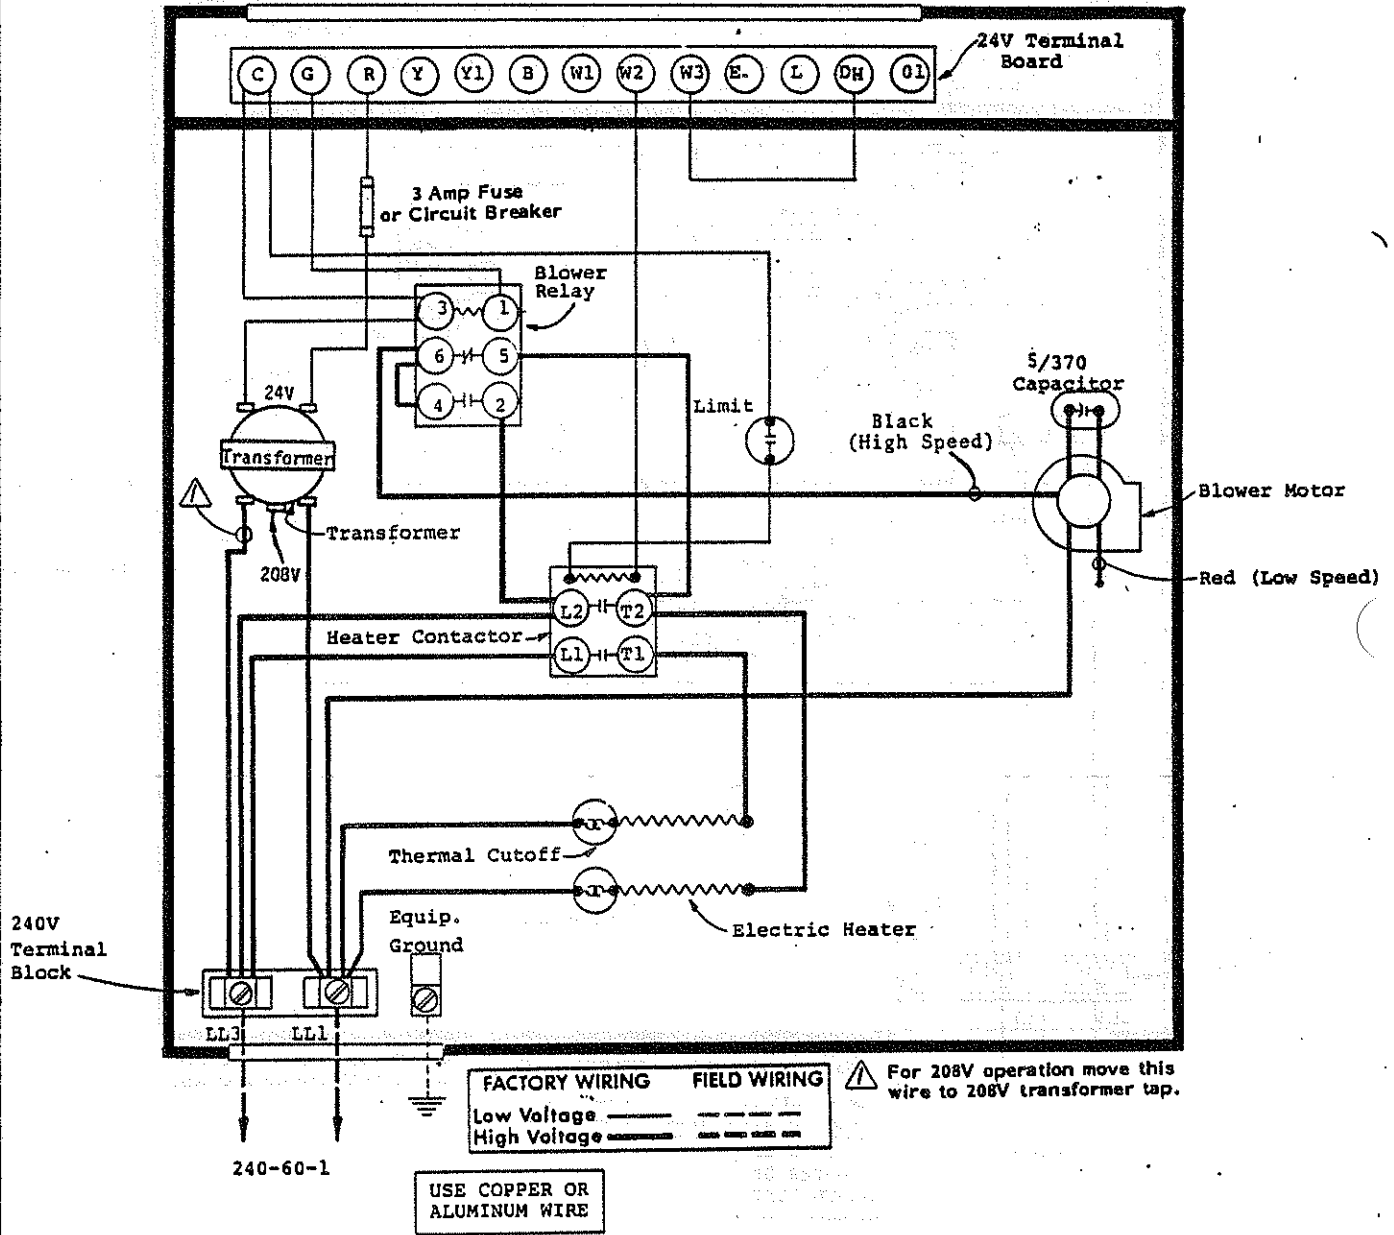 24V Terminal
Board
C G R Y Y1 B W1 W2 W3 E. L DH 01
3 Amp Fuse
or Circuit Breaker
Blower
Relay
3 1
6 5
4 2
24V
Transformer
Limit
Black
(High Speed)
5/370
Capacitor
Blower Motor
Transformer
208V
Red (Low Speed)
L2 T2
Heater Contactor
L1 T1
Thermal Cutoff
Electric Heater
Equip.
Ground
240V
Terminal
Block
LL3 LL1
240-60-1
FACTORY WIRING FIELD WIRING
Low Voltage
High Voltage
1 For 208V operation move this
wire to 208V transformer tap.
USE COPPER OR
ALUMINUM WIRE